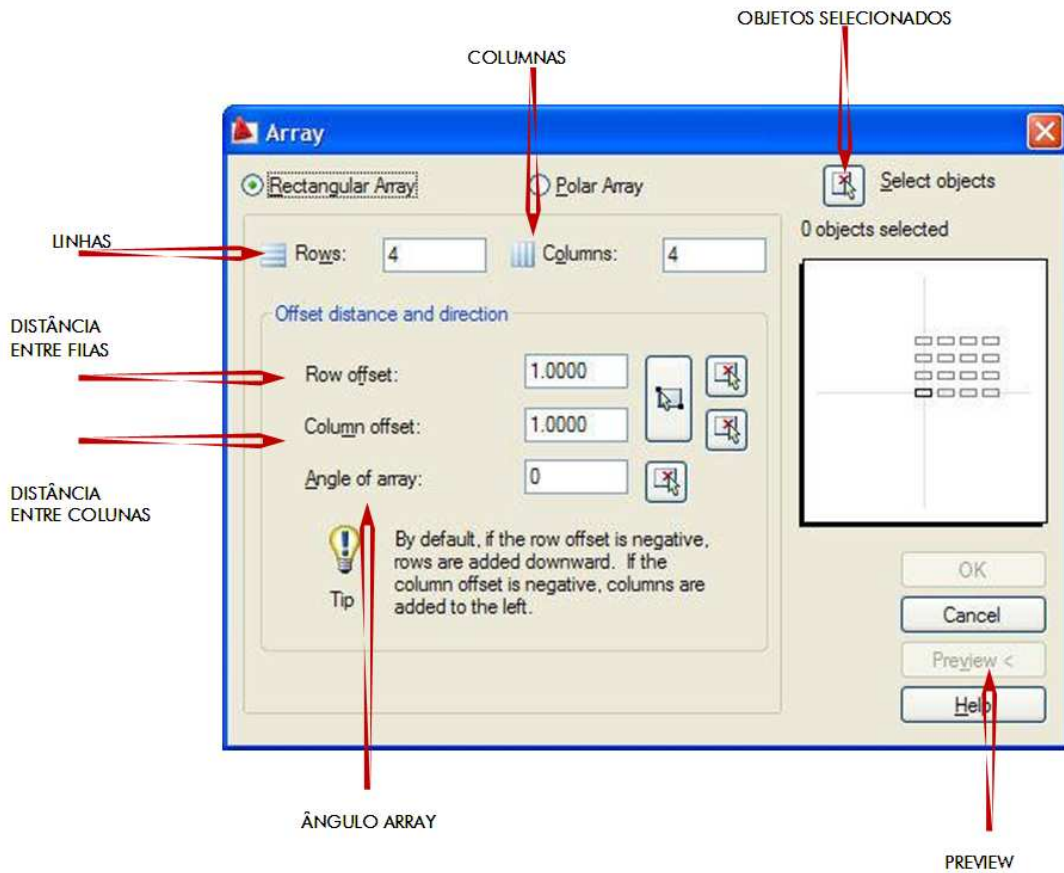 OBJETOS SELECIONADOS
COLUMNAS
Array
Rectangular Array
Polar Array
Select objects
0 objects selected
LINHAS
Rows:
4
Columns:
4
Offset distance and direction
DISTÂNCIA
ENTRE FILAS
Row offset:
1.0000
Column offset:
1.0000
DISTÂNCIA
ENTRE COLUNAS
Angle of array:
0
Tip
By default, if the row offset is negative,
rows are added downward. If the
column offset is negative, columns are
added to the left.
OK
Cancel
Preview <
Help
ÂNGULO ARRAY
PREVIEW